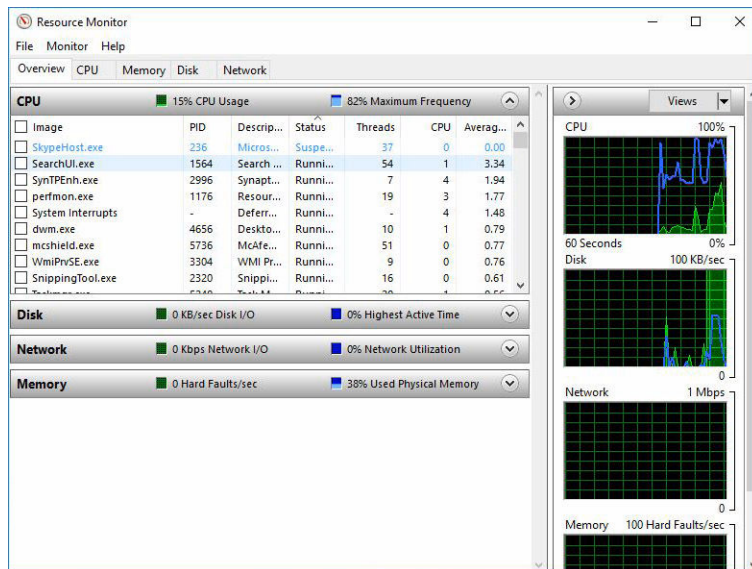 Resource Monitor
File Monitor Help
Overview CPU Memory Disk Network
CPU 15% CPU Usage 82% Maximum Frequency
Image PID Descrip... Status Threads CPU Averag...
SkypeHost.exe 236 Micros... Suspe... 37 0 0.00
SearchUI.exe 1564 Search ... Runni... 54 1 3.34
SynTPEnh.exe 2996 Synapt... Runni... 7 4 1.94
perfmon.exe 1176 Resour... Runni... 19 3 1.77
System Interrupts - Deferr... Runni... - 4 1.48
dwm.exe 4656 Deskto... Runni... 10 1 0.79
mcshield.exe 5736 McAfe... Runni... 51 0 0.77
WmiPrvSE.exe 3304 WMI Pr... Runni... 9 0 0.76
SnippingTool.exe 2320 Snippi... Runni... 16 0 0.61
Disk 0 KB/sec Disk I/O 0% Highest Active Time
Network 0 Kbps Network I/O 0% Network Utilization
Memory 0 Hard Faults/sec 38% Used Physical Memory
Views
CPU 100%
60 Seconds 0%
Disk 100 KB/sec
0
Network 1 Mbps
0
Memory 100 Hard Faults/sec